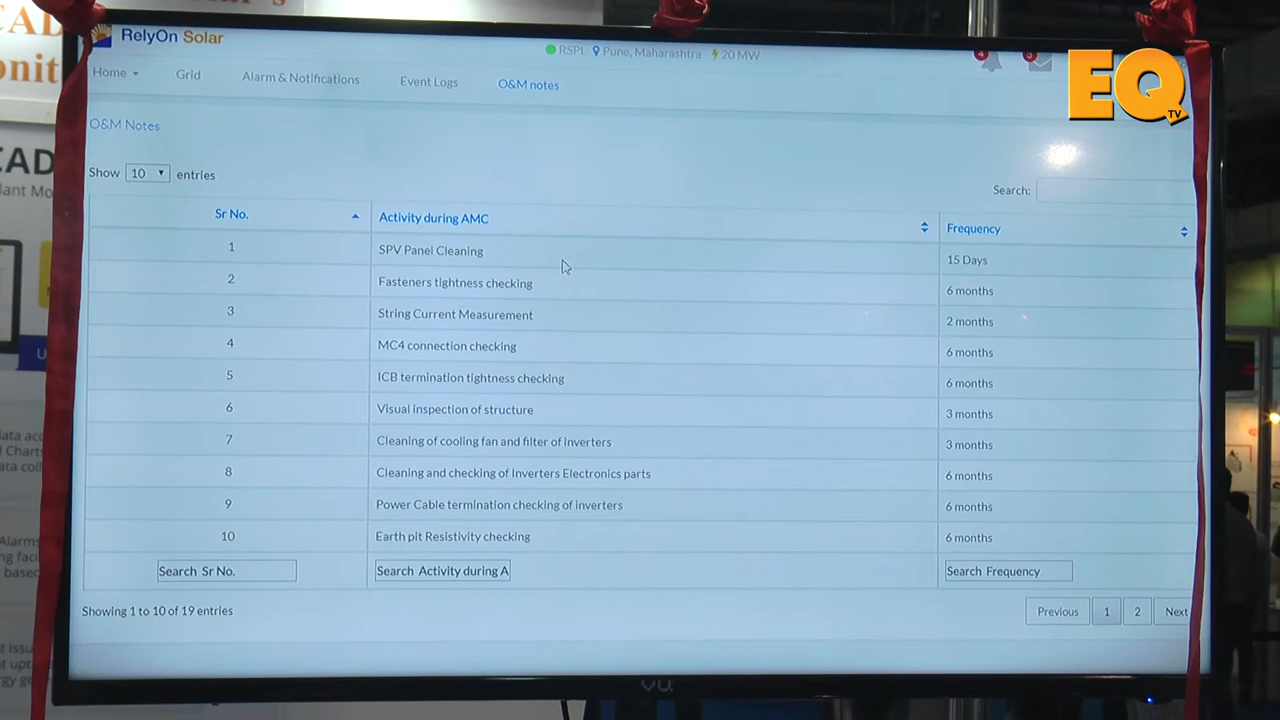 RelyOn Solar
RSPL Pune, Maharashtra 20 MW
4
3
EQ
TV
Home Grid Alarm & Notifications Event Logs O&M notes
O&M Notes
Show 10 entries
Search:
Sr No. Activity during AMC Frequency
1 SPV Panel Cleaning 15 Days
2 Fasteners tightness checking 6 months
3 String Current Measurement 2 months
4 MC4 connection checking 6 months
5 ICB termination tightness checking 6 months
6 Visual inspection of structure 3 months
7 Cleaning of cooling fan and filter of inverters 3 months
8 Cleaning and checking of Inverters Electronics parts 6 months
9 Power Cable termination checking of inverters 6 months
10 Earth pit Resistivity checking 6 months
Search Sr No. Search Activity during A Search Frequency
Showing 1 to 10 of 19 entries
Previous 1 2 Next
VU